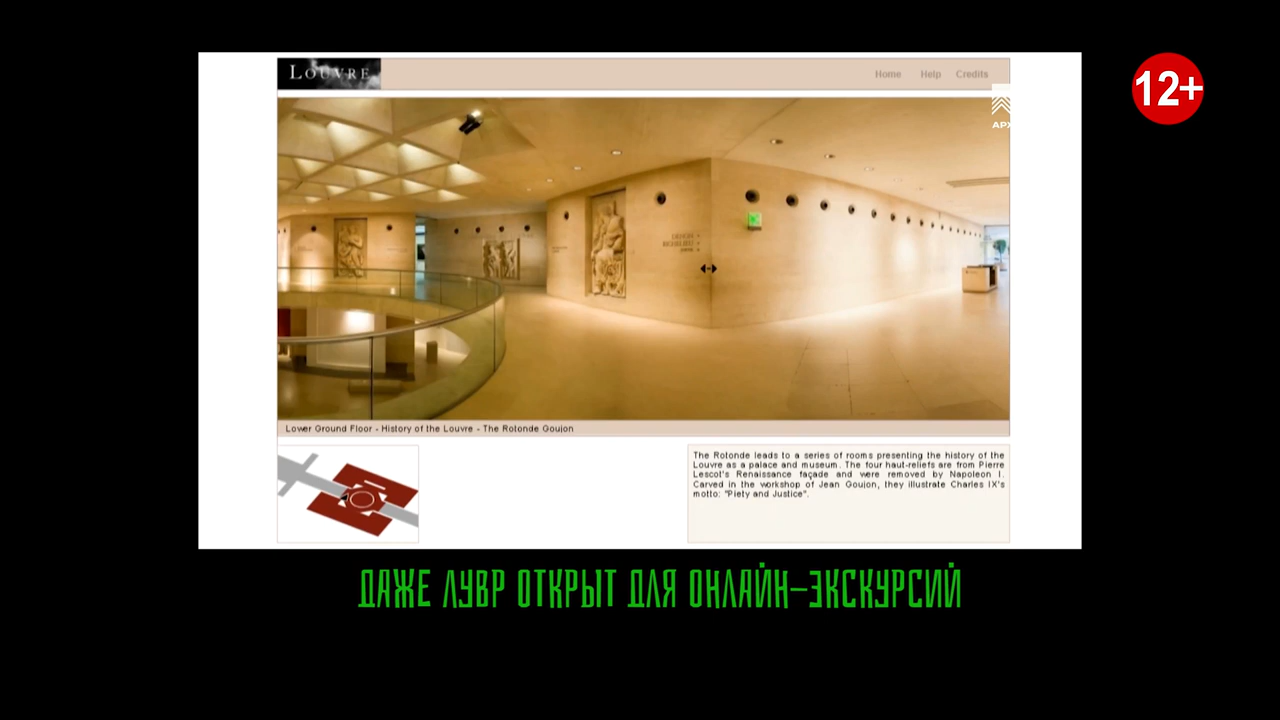 LOUVRE
Home Help Credits
12+
АРХ
DENON
RICHELIEU
Lower Ground Floor - History of the Louvre - The Rotonde Goujon
The Rotonde leads to a series of rooms presenting the history of the
Louvre as a palace and museum. The four haut-reliefs are from Pierre
Lescot's Renaissance façade and were removed by Napoleon I.
Carved in the workshop of Jean Goujon, they illustrate Charles IX's
motto: "Piety and Justice".
ДАЖЕ ЛУВР ОТКРЫТ ДЛЯ ОНЛАЙН-ЭКСКУРСИЙ